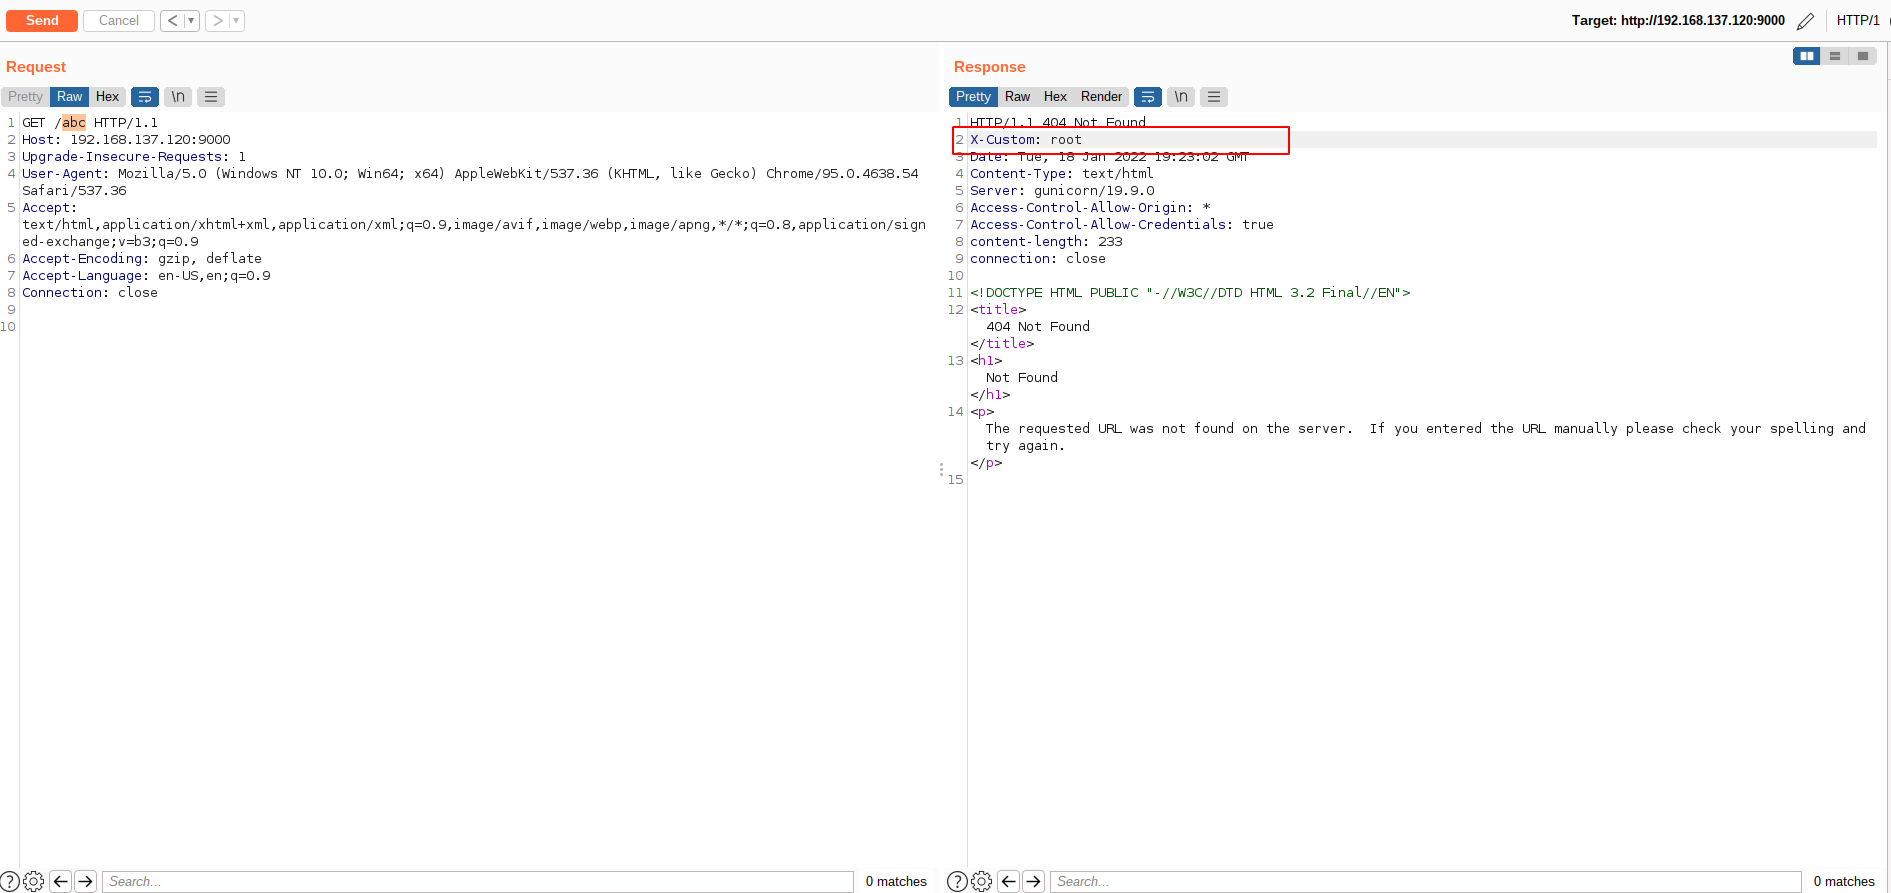 Send Cancel < > Target: http://192.168.137.120:9000 HTTP/1
Request
Pretty Raw Hex \n
1 GET /abc HTTP/1.1
2 Host: 192.168.137.120:9000
3 Upgrade-Insecure-Requests: 1
4 User-Agent: Mozilla/5.0 (Windows NT 10.0; Win64; x64) AppleWebKit/537.36 (KHTML, like Gecko) Chrome/95.0.4638.54
Safari/537.36
5 Accept:
text/html,application/xhtml+xml,application/xml;q=0.9,image/avif,image/webp,image/apng,*/*;q=0.8,application/sign
ed-exchange;v=b3;q=0.9
6 Accept-Encoding: gzip, deflate
7 Accept-Language: en-US,en;q=0.9
8 Connection: close
9
10
? Search... 0 matches
Response
Pretty Raw Hex Render \n
1 HTTP/1.1 404 Not Found
2 X-Custom: root
3 Date: Tue, 18 Jan 2022 19:23:02 GMT
4 Content-Type: text/html
5 Server: gunicorn/19.9.0
6 Access-Control-Allow-Origin: *
7 Access-Control-Allow-Credentials: true
8 content-length: 233
9 connection: close
10
11 <!DOCTYPE HTML PUBLIC "-//W3C//DTD HTML 3.2 Final//EN">
12 <title>
404 Not Found
</title>
13 <h1>
Not Found
</h1>
14 <p>
The requested URL was not found on the server.  If you entered the URL manually please check your spelling and
try again.
</p>
15
? Search... 0 matches